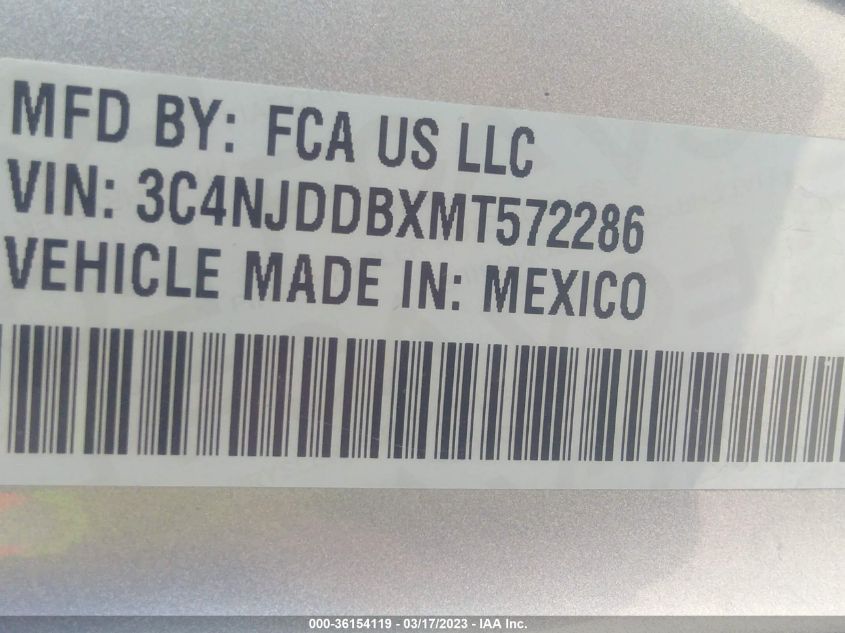 MFD BY: FCA US LLC
VIN: 3C4NJDDBXMT572286
VEHICLE MADE IN: MEXICO
000-36154119 - 03/17/2023 - IAA Inc.